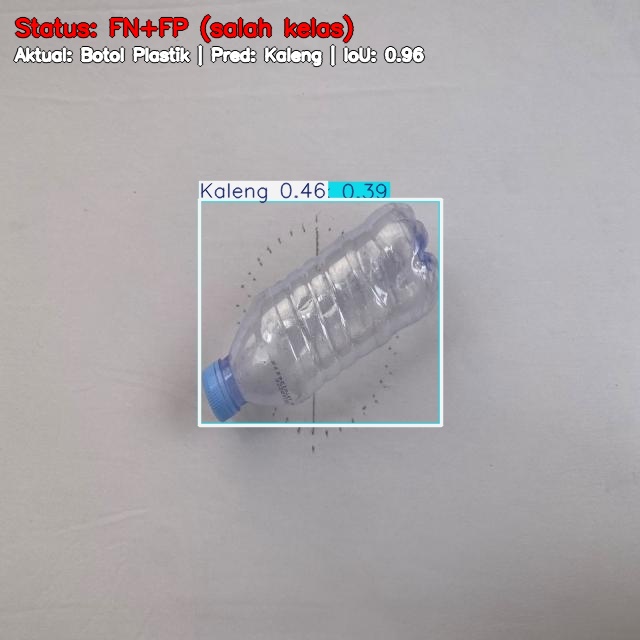 Status: FN+FP (salah kelas)
Aktual: Botol Plastik | Pred: Kaleng | IoU: 0.96
Kaleng 0.46 0.39